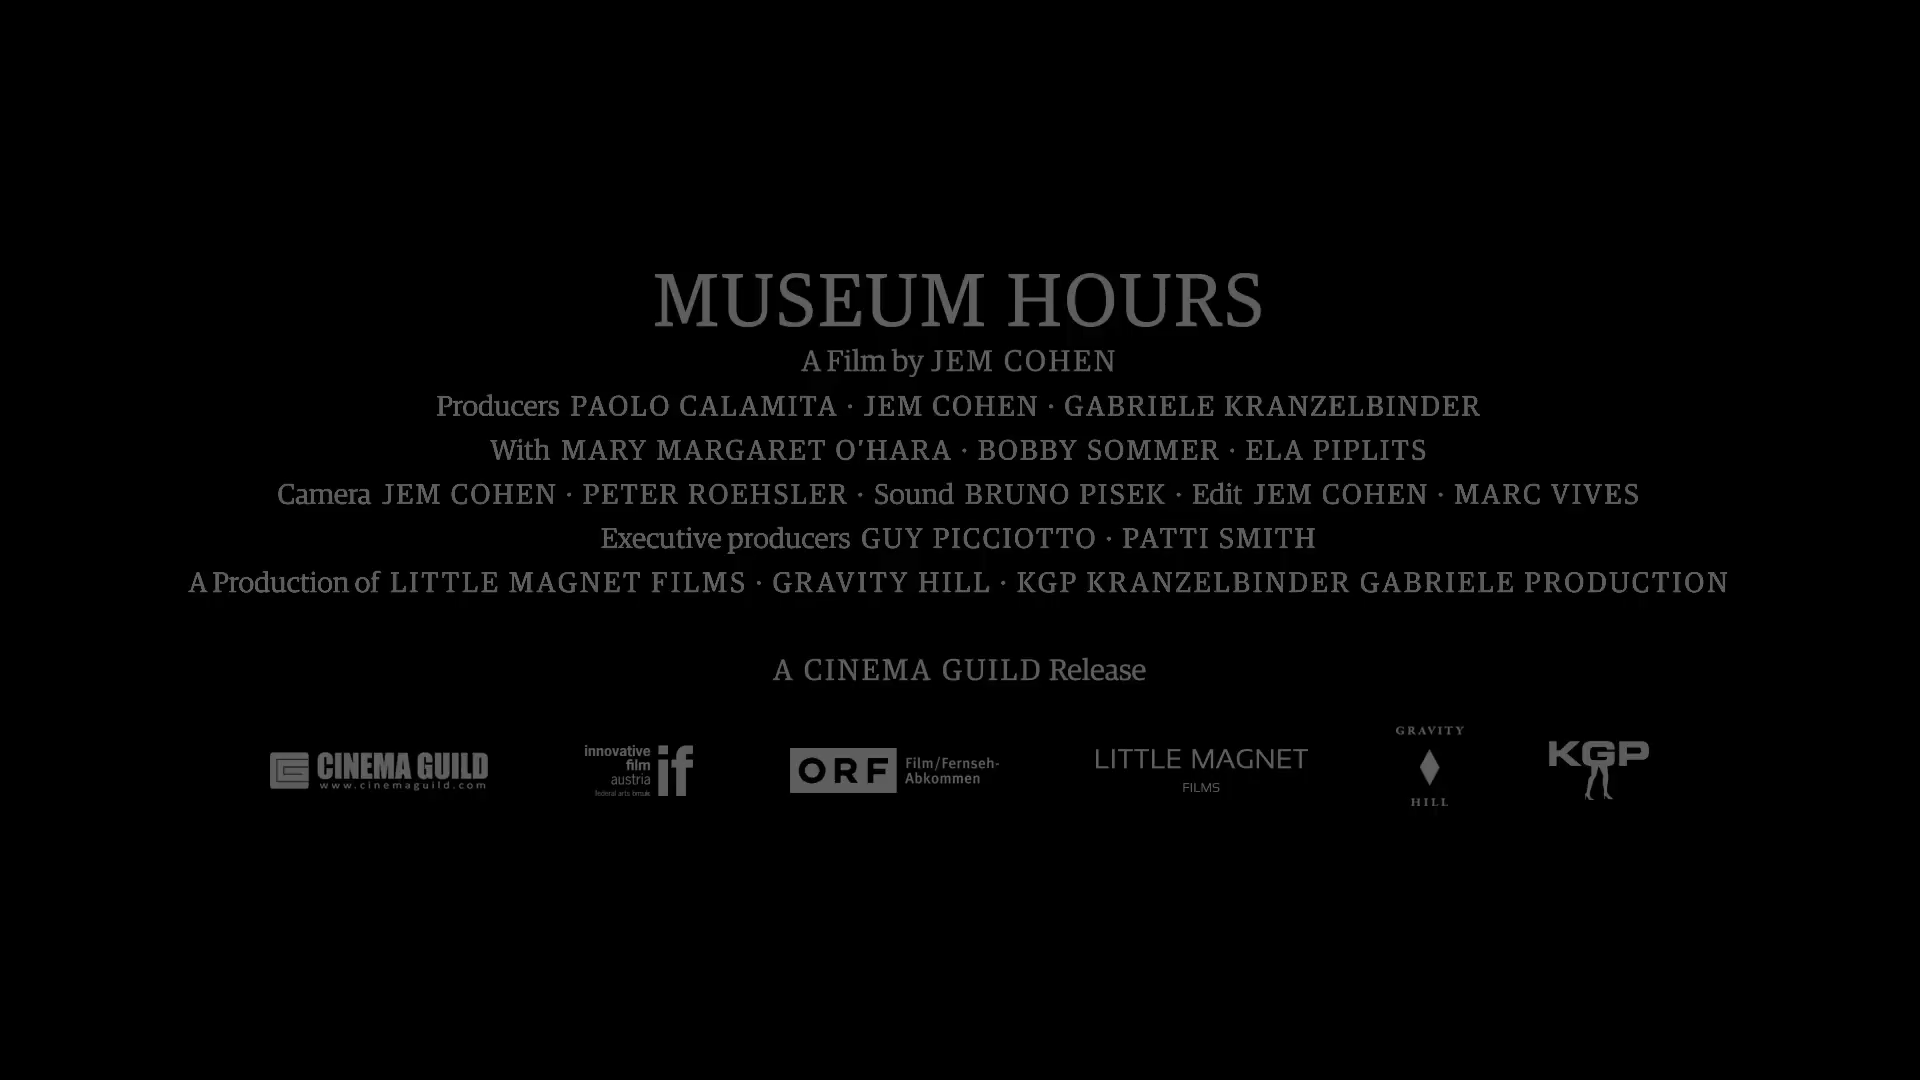 MUSEUM HOURS
A Film by JEM COHEN
Producers PAOLO CALAMITA · JEM COHEN · GABRIELE KRANZELBINDER
With MARY MARGARET O'HARA · BOBBY SOMMER · ELA PIPLITS
Camera JEM COHEN · PETER ROEHSLER · Sound BRUNO PISEK · Edit JEM COHEN · MARC VIVES
Executive producers GUY PICCIOTTO · PATTI SMITH
A Production of LITTLE MAGNET FILMS · GRAVITY HILL · KGP KRANZELBINDER GABRIELE PRODUCTION
A CINEMA GUILD Release
CINEMA GUILD
www.cinemaguild.com
innovative
film
austria
federal arts
if
ORF
Film/Fernseh-
Abkommen
LITTLE MAGNET
FILMS
GRAVITY
HILL
KGP